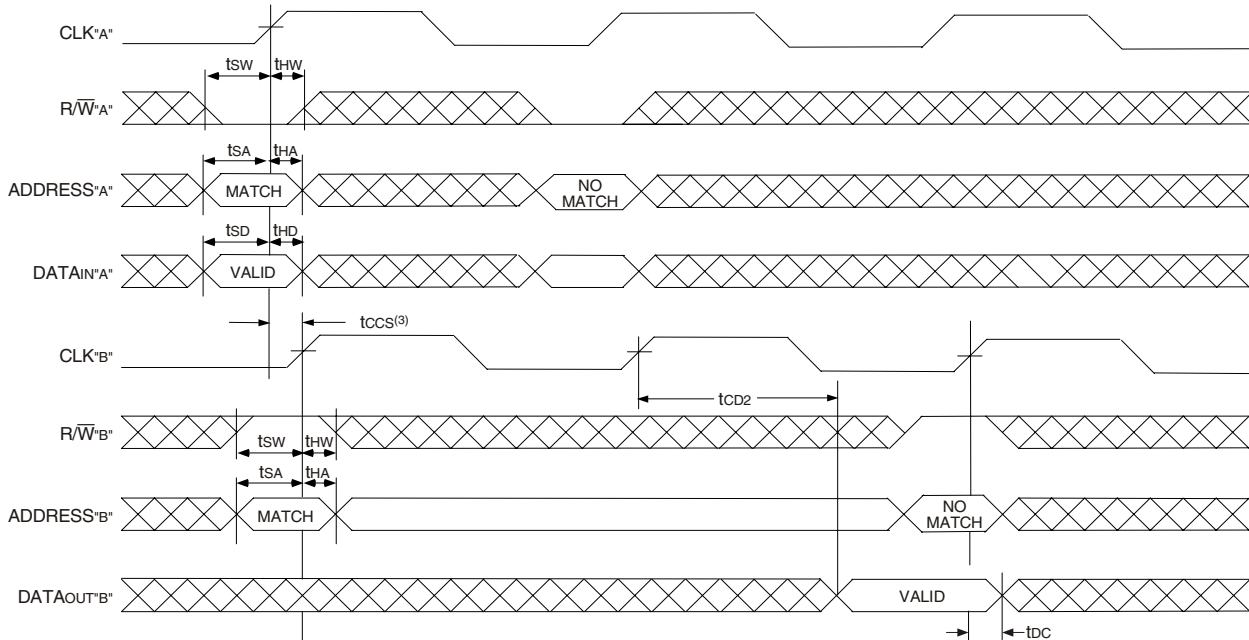 CLK"A"
tSW tHW
R/W̅"A"
tSA tHA
ADDRESS"A" MATCH NO MATCH
tSD tHD
DATAIN"A" VALID
tCCS(3)
CLK"B"
tCD2
R/W̅"B"
tSW tHW
tSA tHA
ADDRESS"B" MATCH NO MATCH
DATAOUT"B" VALID
tDC